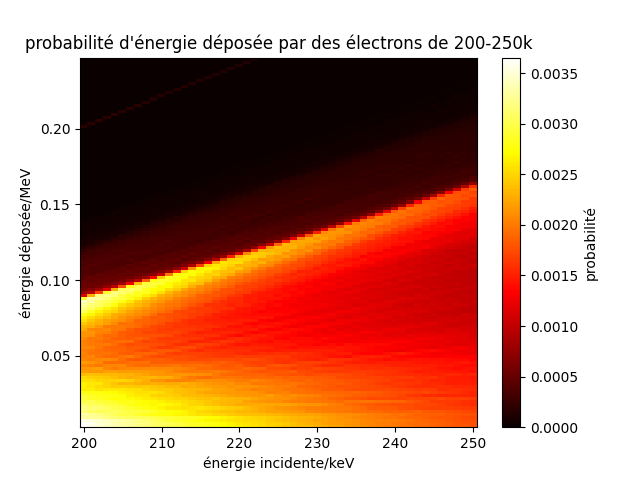 probabilité d'énergie déposée par des électrons de 200-250k
énergie déposée/MeV
0.20
0.15
0.10
0.05
200 210 220 230 240 250
énergie incidente/keV
0.0035
0.0030
0.0025
0.0020
0.0015
0.0010
0.0005
0.0000
probabilité